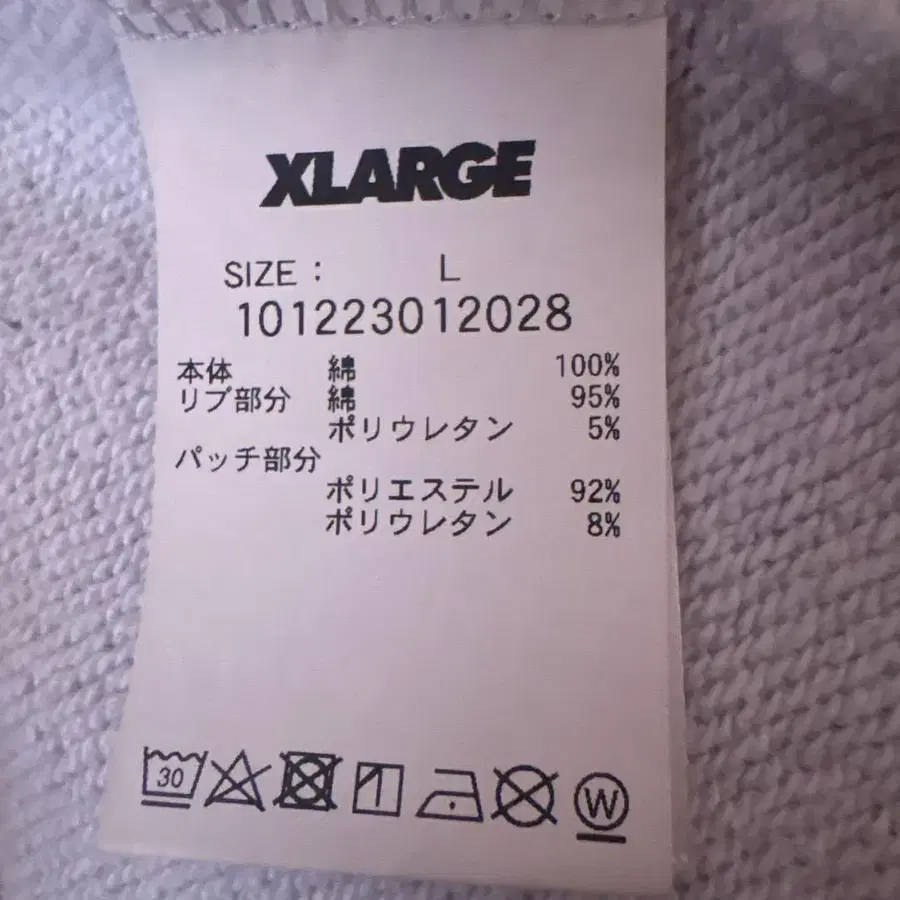 XLARGE
SIZE : L
101223012028
本体 綿 100%
リブ部分 綿 95%
ポリウレタン 5%
パッチ部分
ポリエステル 92%
ポリウレタン 8%
30
W